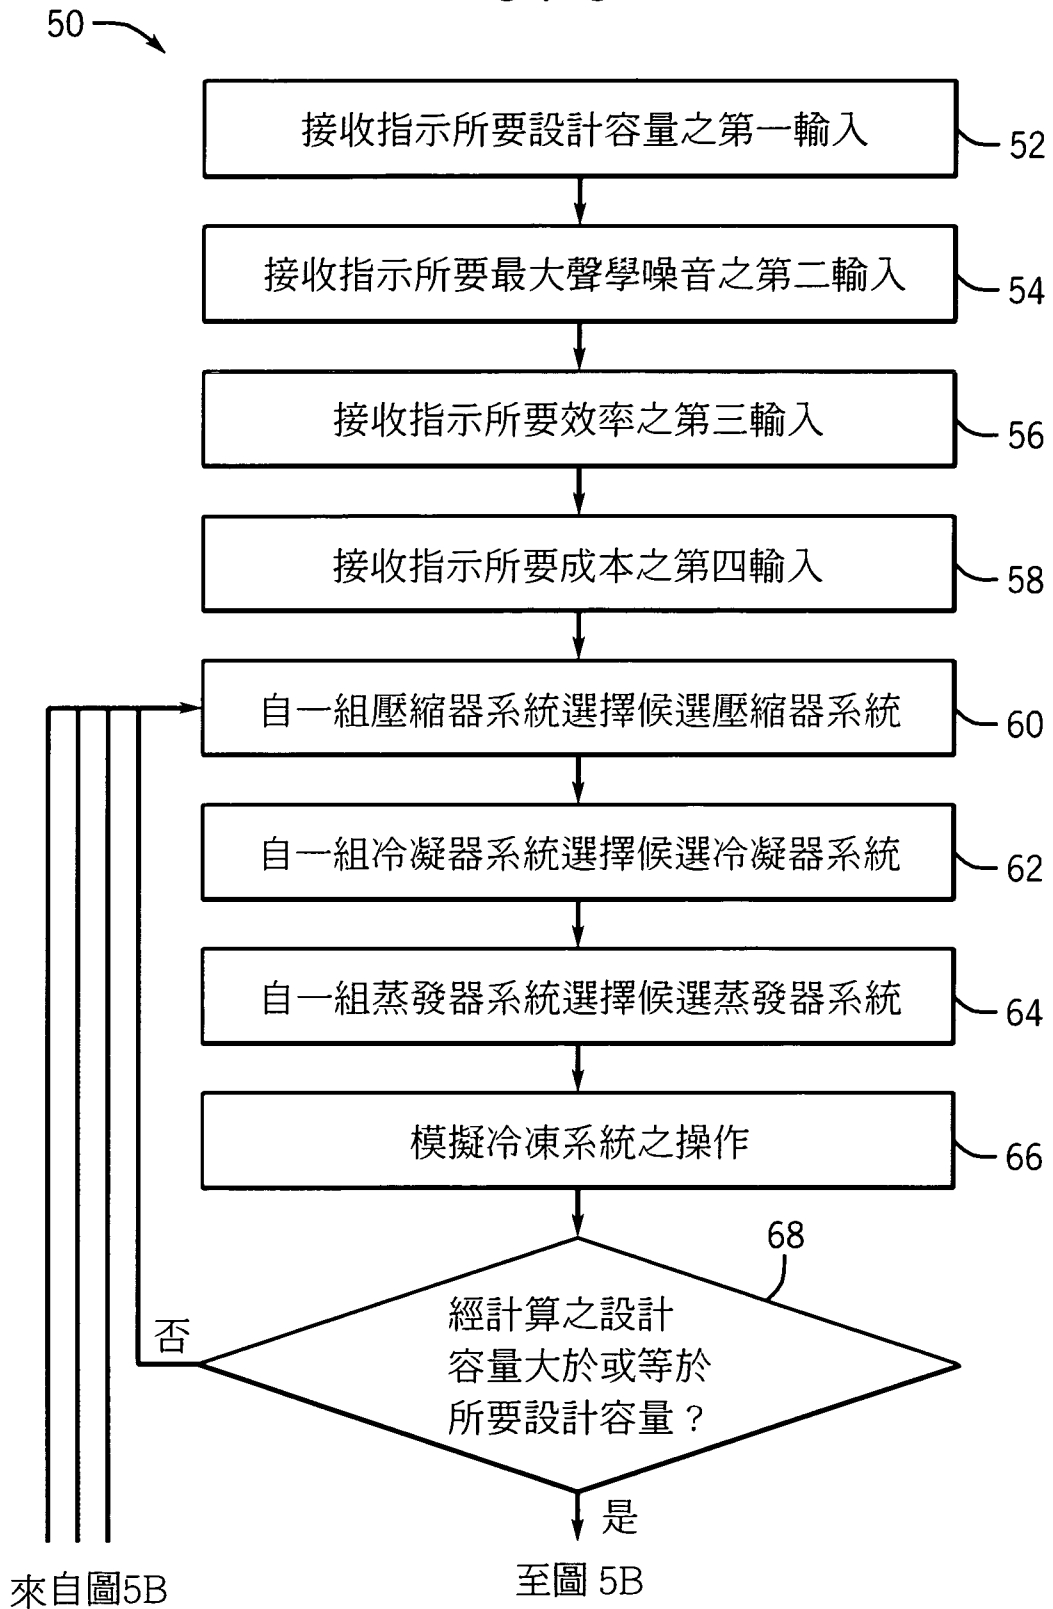 50
接收指示所要設計容量之第一輸入
52
接收指示所要最大聲學噪音之第二輸入
54
接收指示所要效率之第三輸入
56
接收指示所要成本之第四輸入
58
自一組壓縮器系統選擇候選壓縮器系統
60
自一組冷凝器系統選擇候選冷凝器系統
62
自一組蒸發器系統選擇候選蒸發器系統
64
模擬冷凍系統之操作
66
68
經計算之設計
容量大於或等於
所要設計容量？
否
是
來自圖5B
至圖 5B